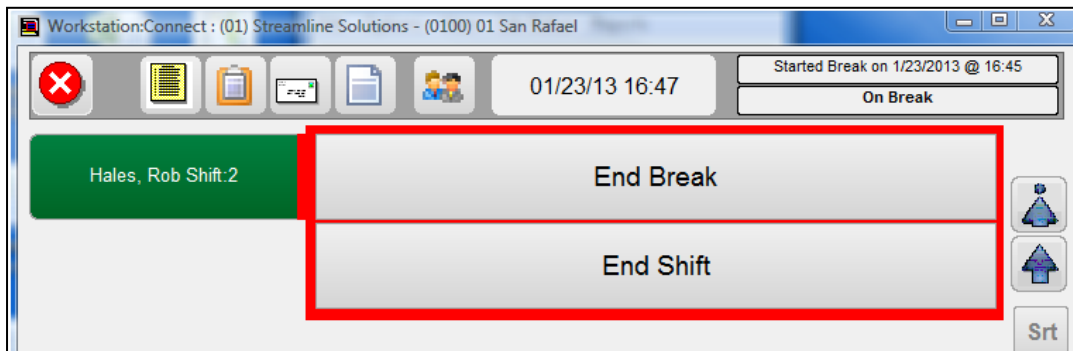 Workstation:Connect : (01) Streamline Solutions - (0100) 01 San Rafael
01/23/13 16:47
Started Break on 1/23/2013 @ 16:45
On Break
Hales, Rob Shift:2
End Break
End Shift
Srt